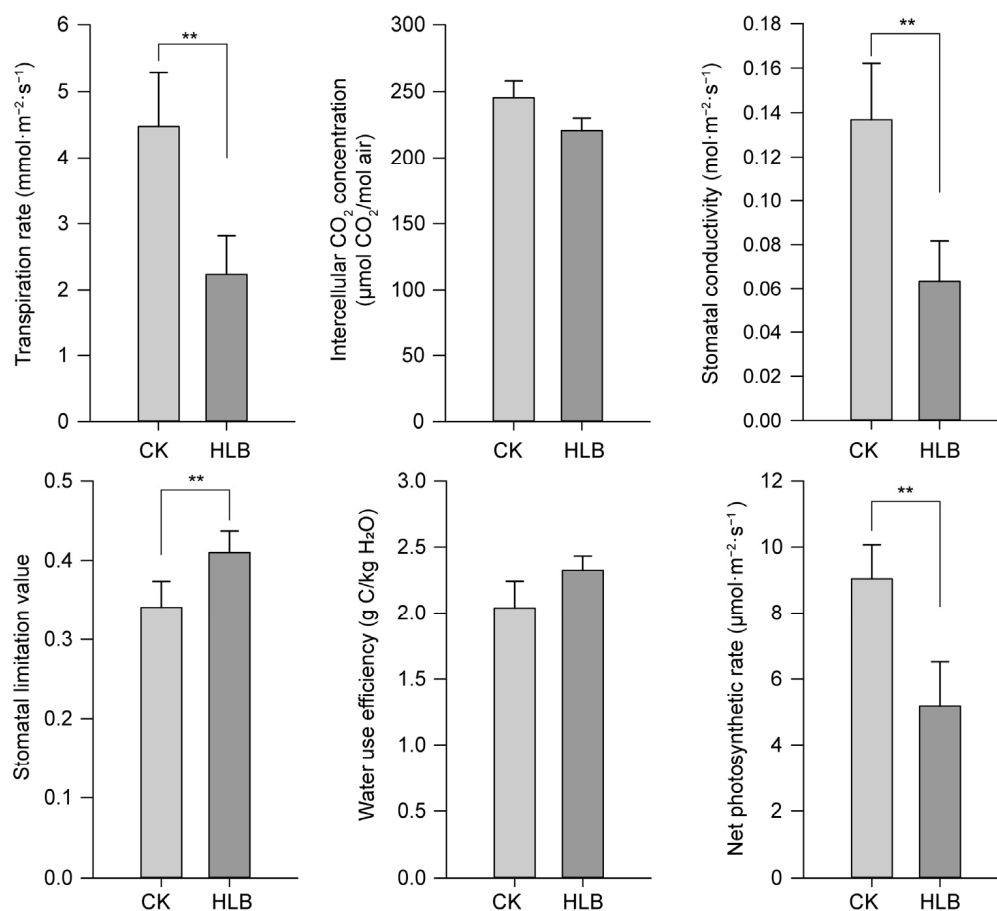 Transpiration rate (mmol·m⁻²·s⁻¹)
6
5
4
3
2
1
0
**
CK
HLB
Intercellular CO₂ concentration
(μmol CO₂/mol air)
300
250
200
150
100
50
0
CK
HLB
Stomatal conductivity (mol·m⁻²·s⁻¹)
0.18
0.16
0.14
0.12
0.10
0.08
0.06
0.04
0.02
0.00
**
CK
HLB
Stomatal limitation value
0.5
0.4
0.3
0.2
0.1
0.0
**
CK
HLB
Water use efficiency (g C/kg H₂O)
3.0
2.5
2.0
1.5
1.0
0.5
0.0
CK
HLB
Net photosynthetic rate (μmol·m⁻²·s⁻¹)
12
10
8
6
4
6
0
**
CK
HLB